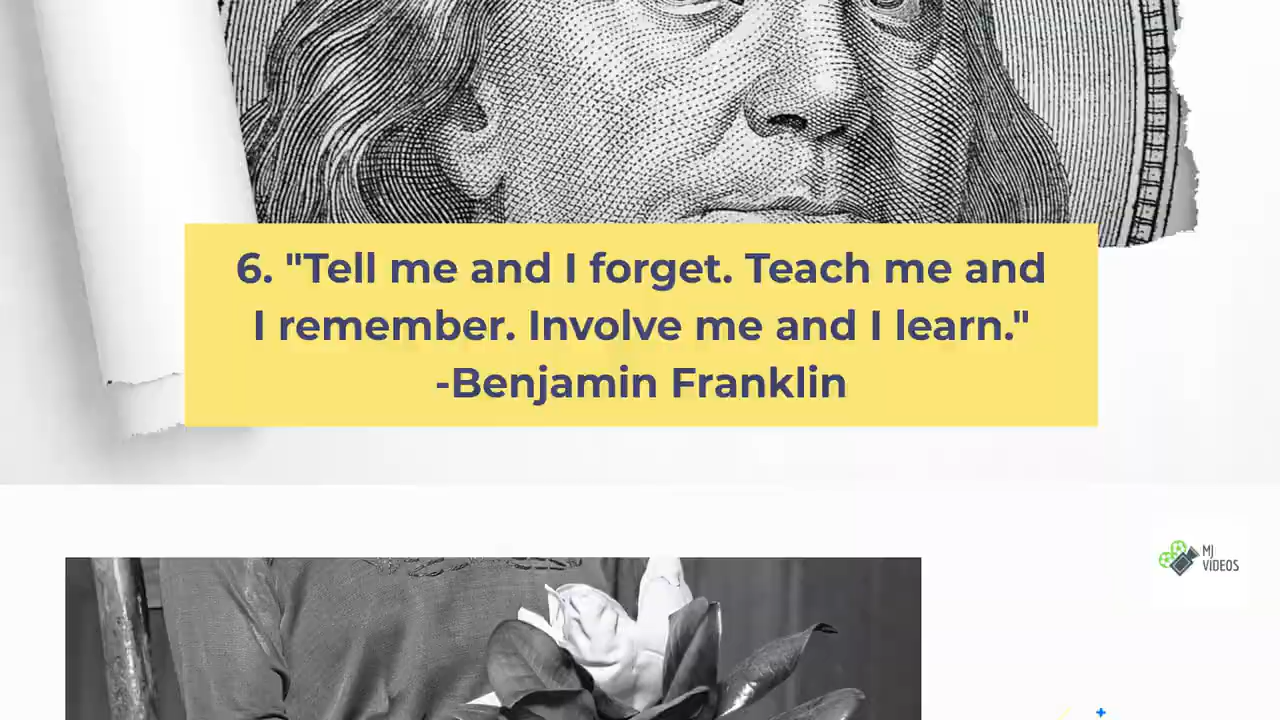 6. "Tell me and I forget. Teach me and
I remember. Involve me and I learn."
-Benjamin Franklin
MJ
VIDEOS